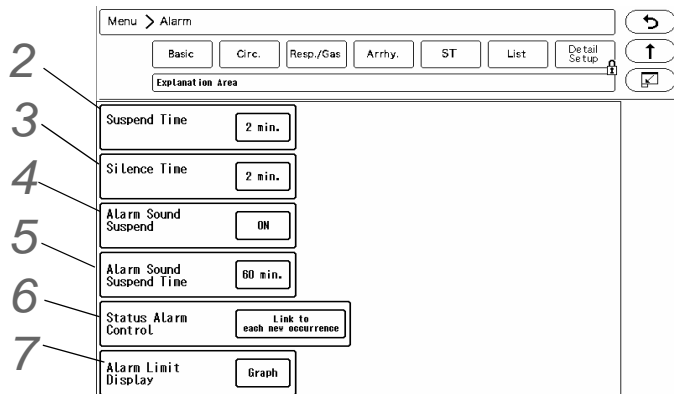 Menu > Alarm
Basic
Circ.
Resp./Gas
Arrhy.
ST
List
Detail
Setup
Explanation Area
2
Suspend Time
2 min.
3
Silence Time
2 min.
4
Alarm Sound
Suspend
ON
5
Alarm Sound
Suspend Time
60 min.
6
Status Alarm
Control
Link to
each new occurrence
7
Alarm Limit
Display
Graph